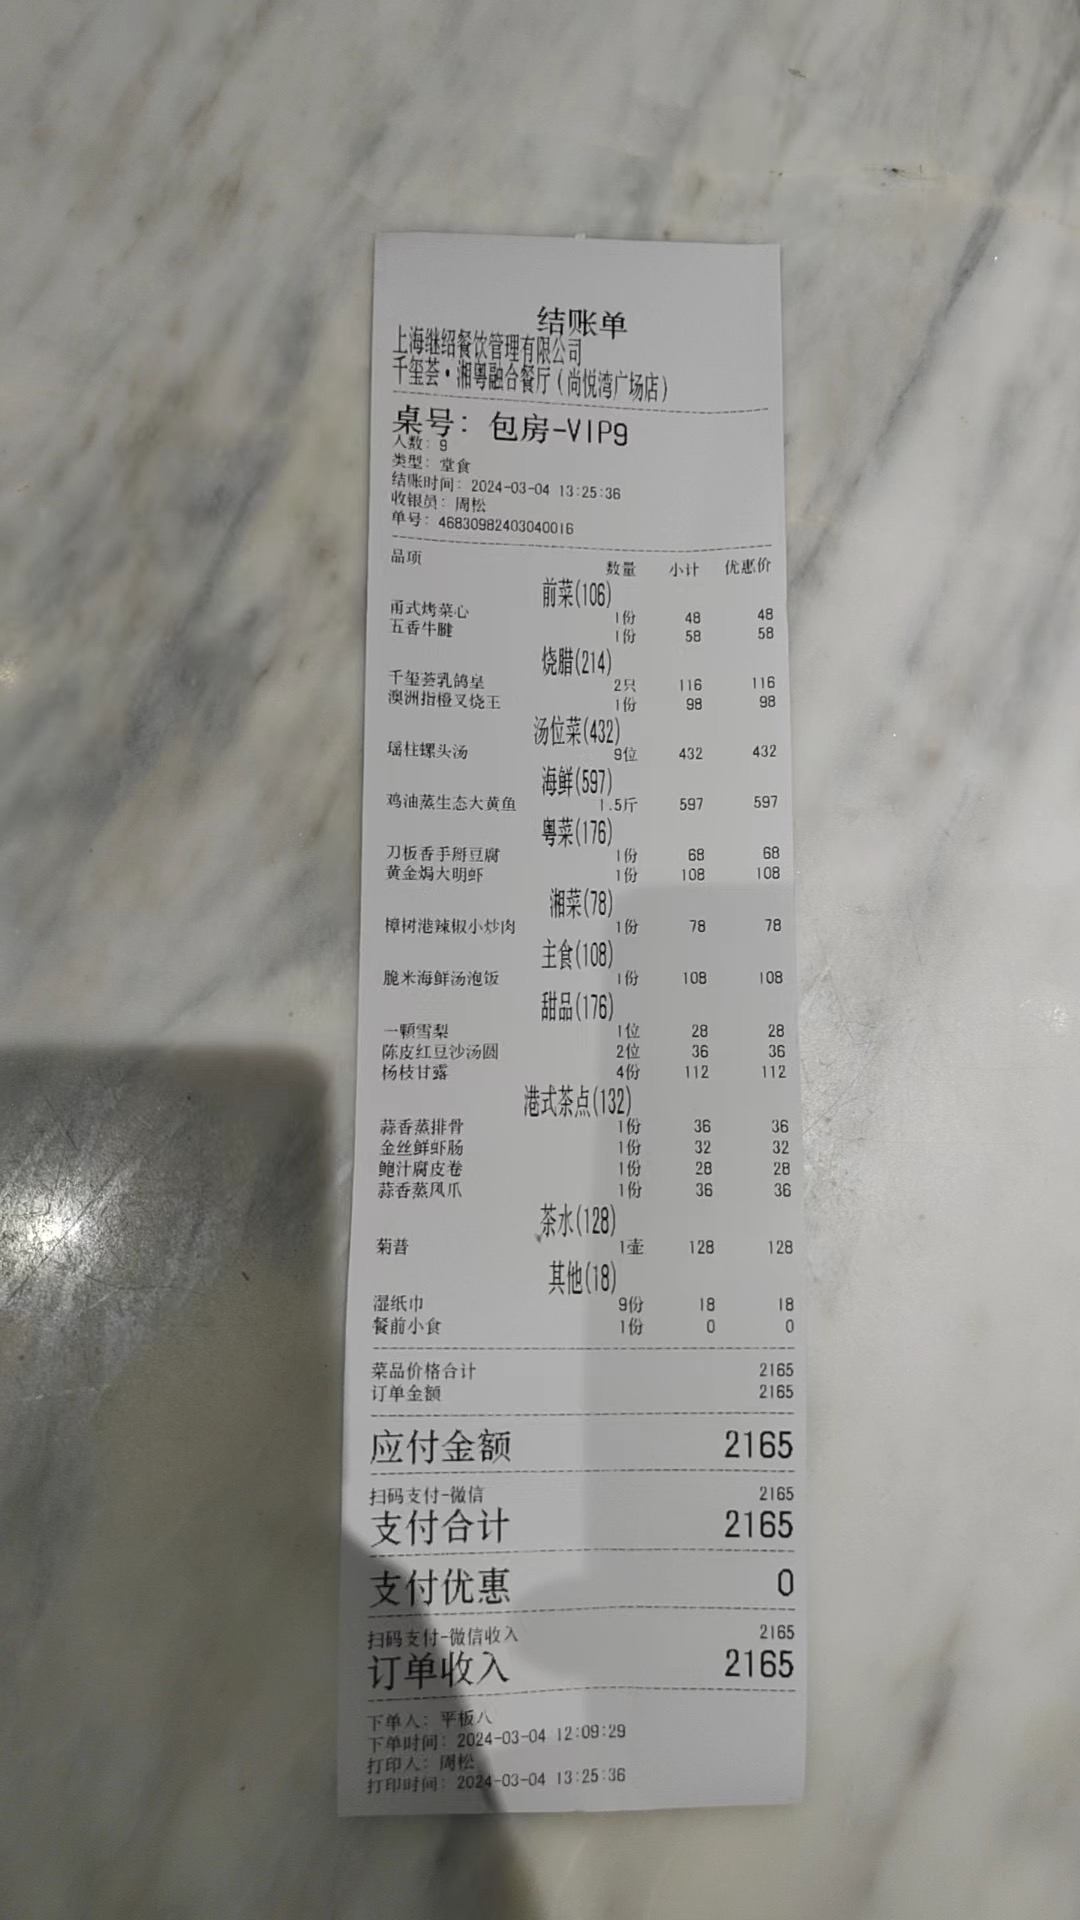 结账单
上海继绍餐饮管理有限公司
千玺荟·湘粤融合餐厅(尚悦湾广场店)
桌号: 包房-VIP9
人数: 9
类型: 堂食
结账时间: 2024-03-04 13:25:36
收银员: 周松
单号: 46830982403040016
品项 数量 小计 优惠价
前菜(106)
甬式烤菜心 1份 48 48
五香牛腱 1份 58 58
烧腊(214)
千玺荟乳鸽皇 2只 116 116
澳洲指橙叉烧王 1份 98 98
汤位菜(432)
瑶柱螺头汤 9位 432 432
海鲜(597)
鸡油蒸生态大黄鱼 1.5斤 597 597
粤菜(176)
刀板香手掰豆腐 1份 68 68
黄金焗大明虾 1份 108 108
湘菜(78)
樟树港辣椒小炒肉 1份 78 78
主食(108)
脆米海鲜汤泡饭 1份 108 108
甜品(176)
一颗雪梨 1位 28 28
陈皮红豆沙汤圆 2位 36 36
杨枝甘露 4份 112 112
港式茶点(132)
蒜香蒸排骨 1份 36 36
金丝鲜虾肠 1份 32 32
鲍汁腐皮卷 1份 28 28
蒜香蒸凤爪 1份 36 36
茶水(128)
菊普 1壶 128 128
其他(18)
湿纸巾 9份 18 18
餐前小食 1份 0 0
菜品价格合计 2165
订单金额 2165
应付金额 2165
扫码支付-微信 2165
支付合计 2165
支付优惠 0
扫码支付-微信收入 2165
订单收入 2165
下单人: 平板八
下单时间: 2024-03-04 12:09:29
打印人: 周松
打印时间: 2024-03-04 13:25:36